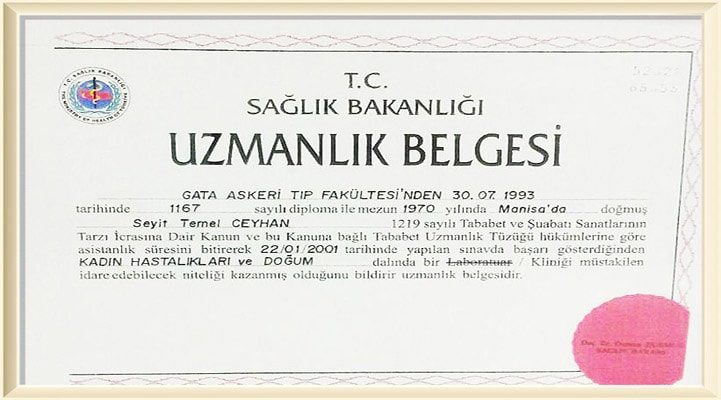 T.C.
SAĞLIK BAKANLIĞI
UZMANLIK BELGESİ
GATA ASKERİ TIP FAKÜLTESİ'NDEN 30.07.1993
tarihinde 1167 sayılı diploma ile mezun 1970 yılında Manisa'da doğmuş
Seyit Temel CEYHAN 1219 sayılı Tababet ve Şuabatı Sanatlarının
Tarzı İcrasına Dair Kanun ve bu Kanuna bağlı Tababet Uzmanlık Tüzüğü hükümlerine göre
asistanlık süresini bitirerek 22/01/2001 tarihinde yapılan sınavda başarı gösterdiğinden
KADIN HASTALIKLARI ve DOĞUM dalında bir Laboratuar / Kliniği müstakilen
idare edebilecek niteliği kazanmış olduğunu bildirir uzmanlık belgesidir.